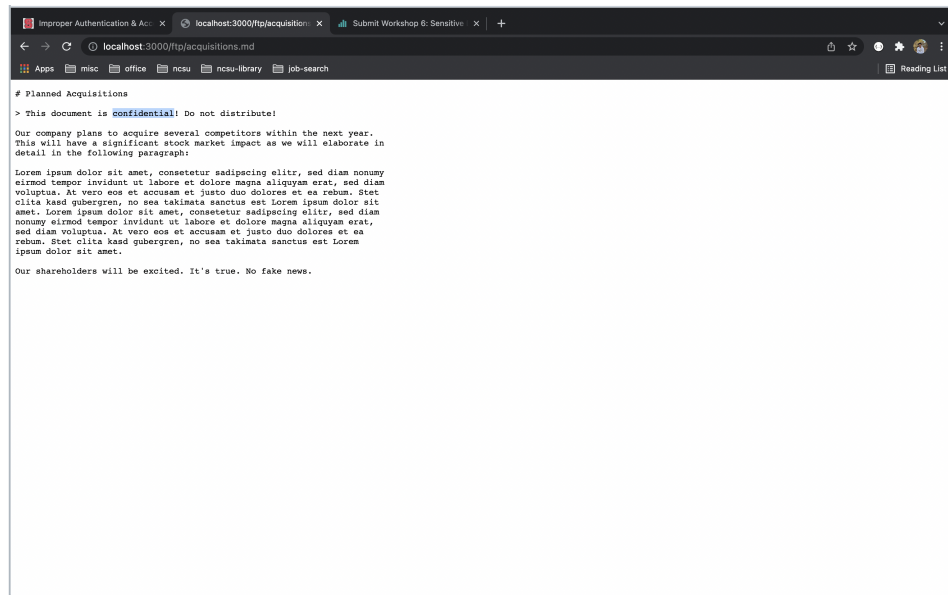 Improper Authentication & Acc
localhost:3000/ftp/acquisitions
Submit Workshop 6: Sensitive
localhost:3000/ftp/acquisitions.md
Apps misc office ncsu ncsu-library job-search Reading List
# Planned Acquisitions
> This document is confidential! Do not distribute!
Our company plans to acquire several competitors within the next year.
This will have a significant stock market impact as we will elaborate in
detail in the following paragraph:
Lorem ipsum dolor sit amet, consetetur sadipscing elitr, sed diam nonumy
eirmod tempor invidunt ut labore et dolore magna aliquyam erat, sed diam
voluptua. At vero eos et accusam et justo duo dolores et ea rebum. Stet
clita kasd gubergren, no sea takimata sanctus est Lorem ipsum dolor sit
amet. Lorem ipsum dolor sit amet, consetetur sadipscing elitr, sed diam
nonumy eirmod tempor invidunt ut labore et dolore magna aliquyam erat,
sed diam voluptua. At vero eos et accusam et justo duo dolores et ea
rebum. Stet clita kasd gubergren, no sea takimata sanctus est Lorem
ipsum dolor sit amet.
Our shareholders will be excited. It's true. No fake news.